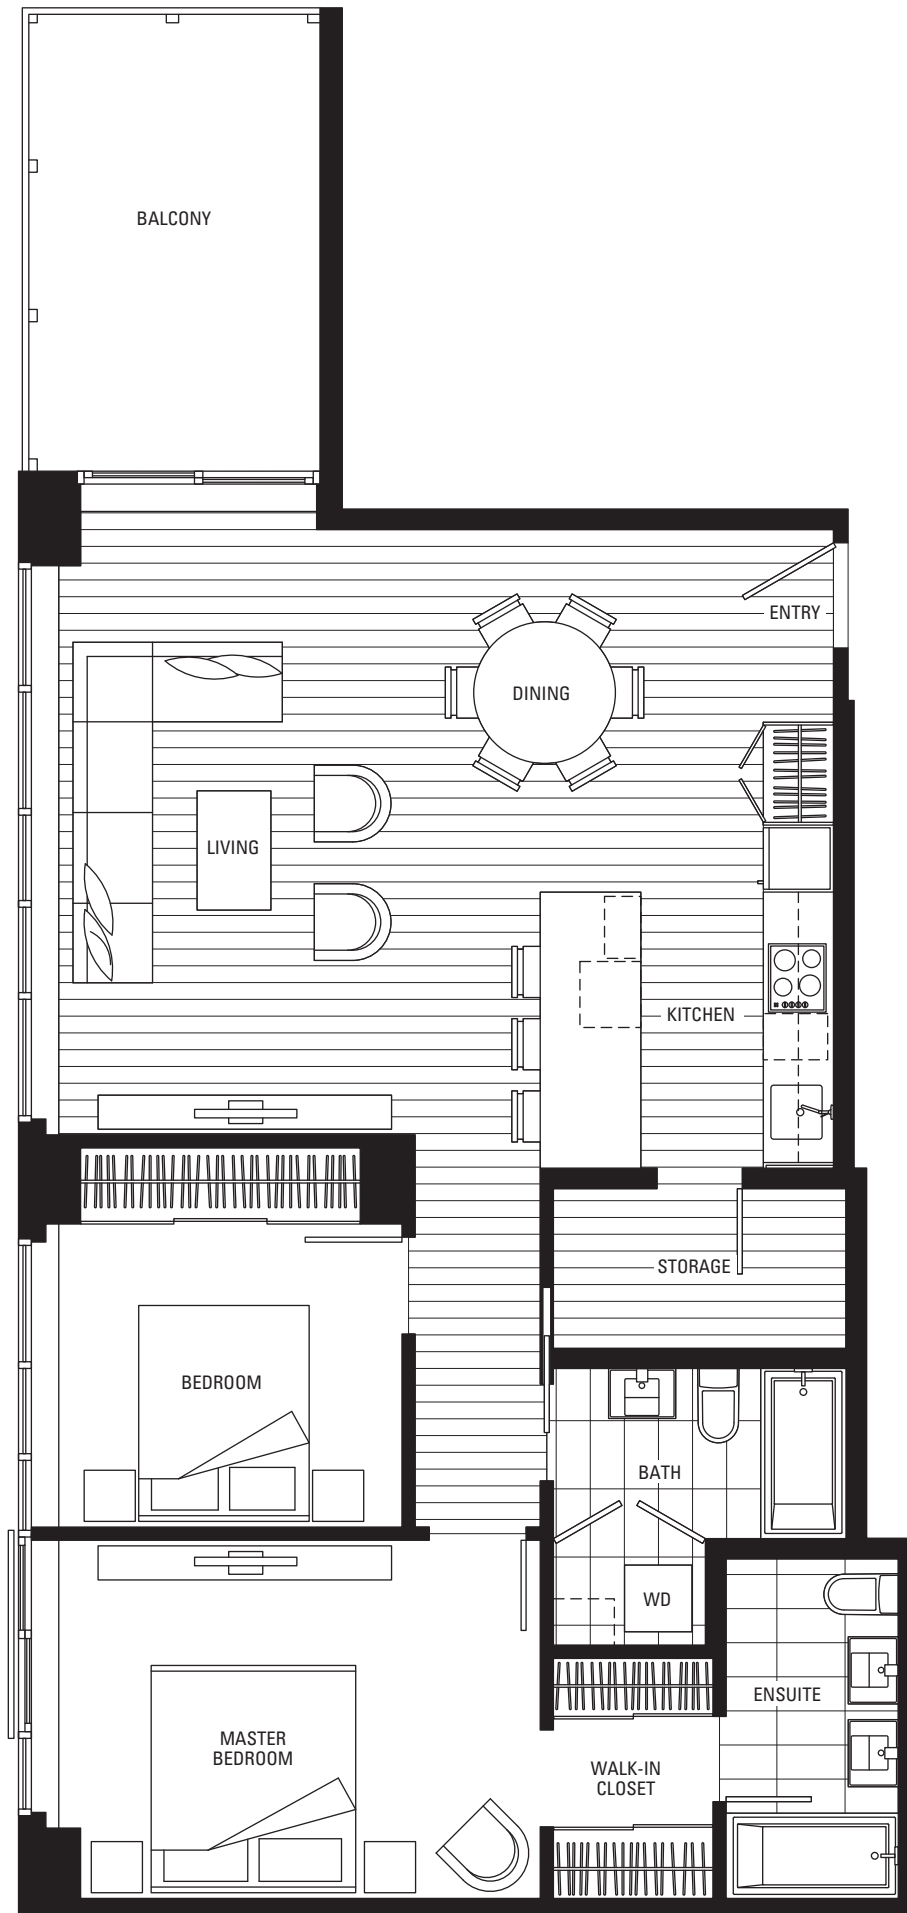 BALCONY
ENTRY
DINING
LIVING
KITCHEN
STORAGE
BEDROOM
BATH
WD
ENSUITE
MASTER
BEDROOM
WALK-IN
CLOSET